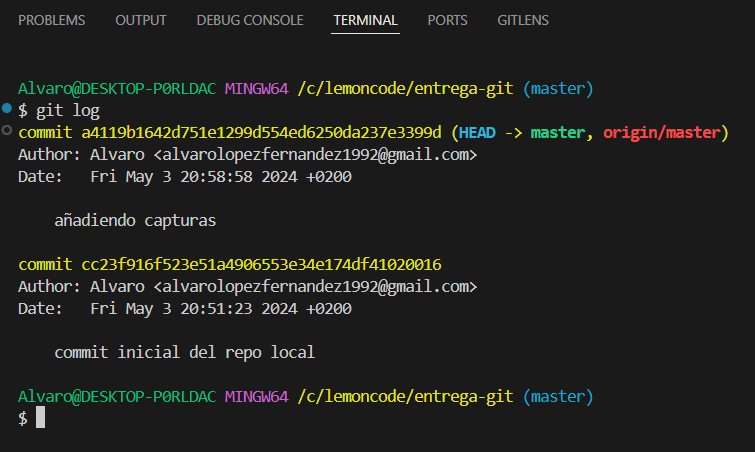 PROBLEMS OUTPUT DEBUG CONSOLE TERMINAL PORTS GITLENS
Alvaro@DESKTOP-P0RLDAC MINGW64 /c/lemoncode/entrega-git (master)
$ git log
commit a4119b1642d751e1299d554ed6250da237e3399d (HEAD -> master, origin/master)
Author: Alvaro <alvarolopezfernandez1992@gmail.com>
Date:   Fri May 3 20:58:58 2024 +0200
añadiendo capturas
commit cc23f916f523e51a4906553e34e174df41020016
Author: Alvaro <alvarolopezfernandez1992@gmail.com>
Date:   Fri May 3 20:51:23 2024 +0200
commit inicial del repo local
Alvaro@DESKTOP-P0RLDAC MINGW64 /c/lemoncode/entrega-git (master)
$